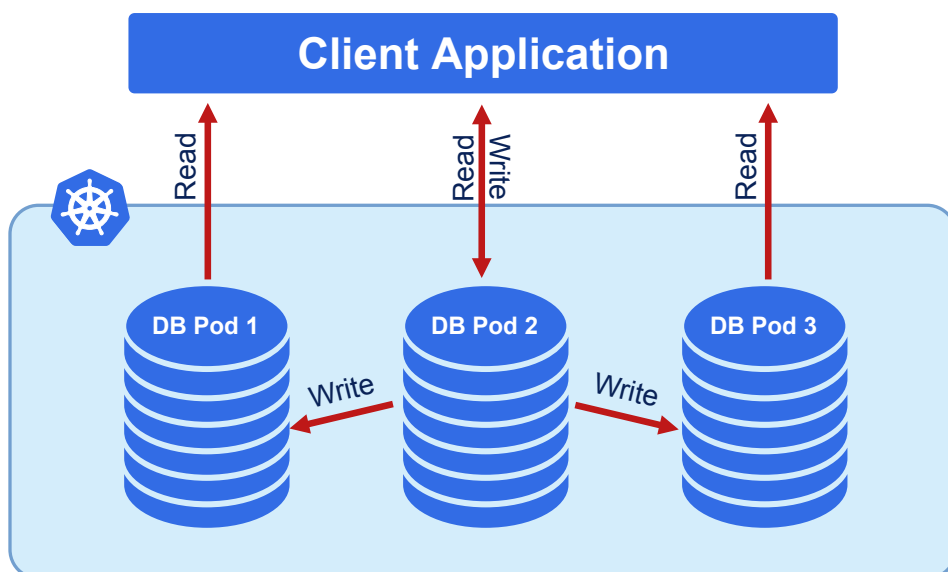 Client Application
Read
Read
Write
Read
DB Pod 1
DB Pod 2
DB Pod 3
Write
Write